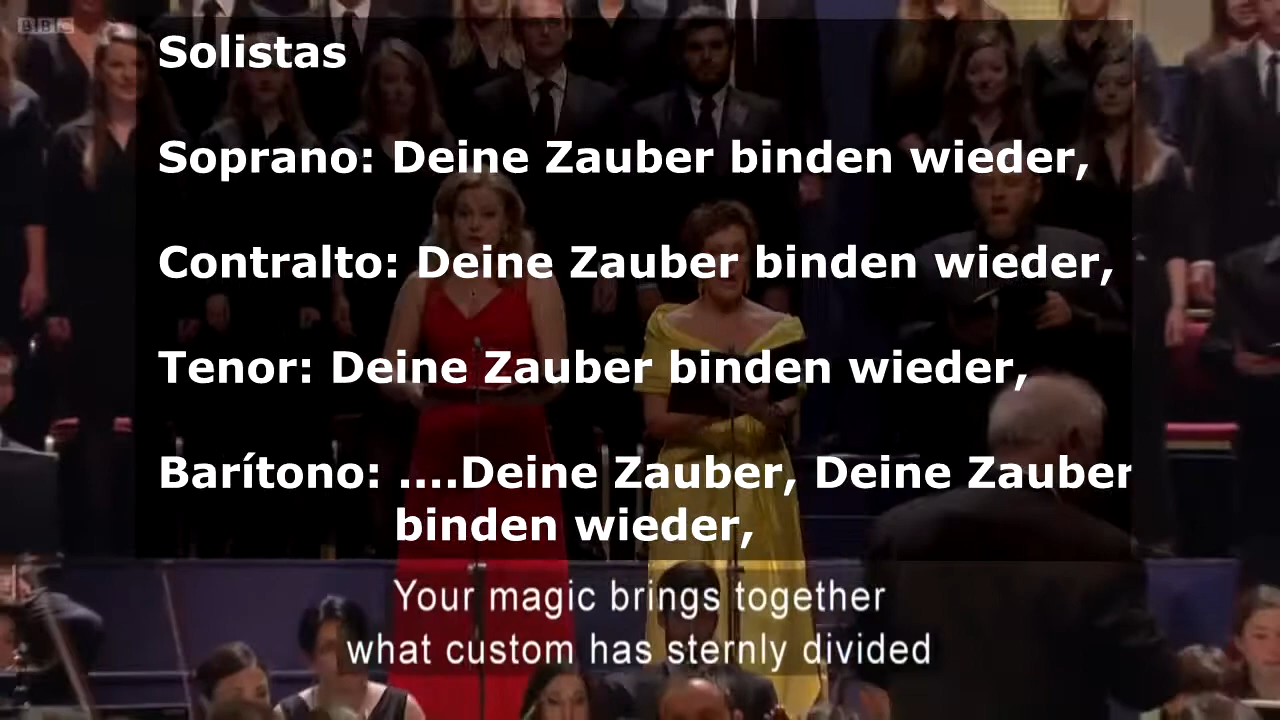 BBC
Solistas
Soprano: Deine Zauber binden wieder,
Contralto: Deine Zauber binden wieder,
Tenor: Deine Zauber binden wieder,
Barítono: ....Deine Zauber, Deine Zauber
binden wieder,
Your magic brings together
what custom has sternly divided